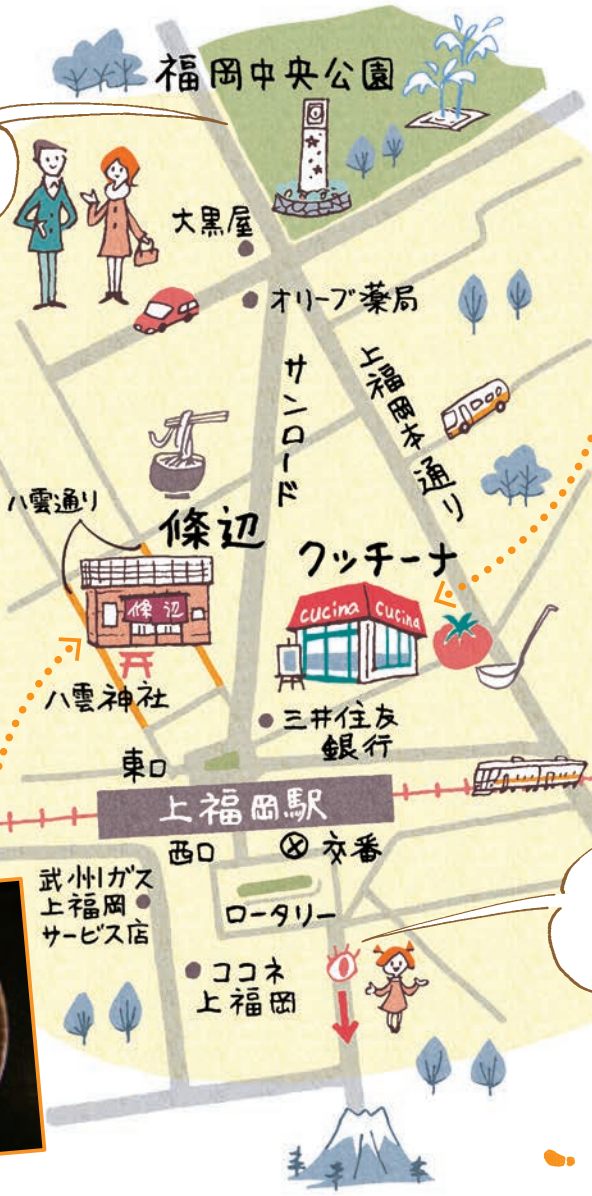 福岡中央公園
大黒屋
オリーブ薬局
サンロード
上福岡本通り
八雲通り
條辺
クッチーナ
條辺
cucina Cucina
八雲神社
三井住友
銀行
東口
上福岡駅
西口
交番
武州ガス
上福岡
サービス店
ロータリー
ココネ
上福岡